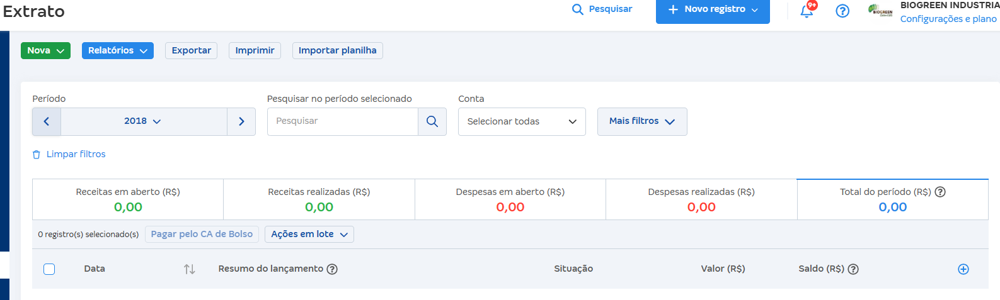 Extrato
Pesquisar
Novo registro
9+
BIOGREEN
BIOGREEN INDUSTRIA
Configurações e plano
Nova
Relatórios
Exportar
Imprimir
Importar planilha
Período
Pesquisar no período selecionado
Conta
2018
Pesquisar
Selecionar todas
Mais filtros
Limpar filtros
Receitas em aberto (R$)
0,00
Receitas realizadas (R$)
0,00
Despesas em aberto (R$)
0,00
Despesas realizadas (R$)
0,00
Total do período (R$)
0,00
0 registro(s) selecionado(s)
Pagar pelo CA de Bolso
Ações em lote
Data
Resumo do lançamento
Situação
Valor (R$)
Saldo (R$)